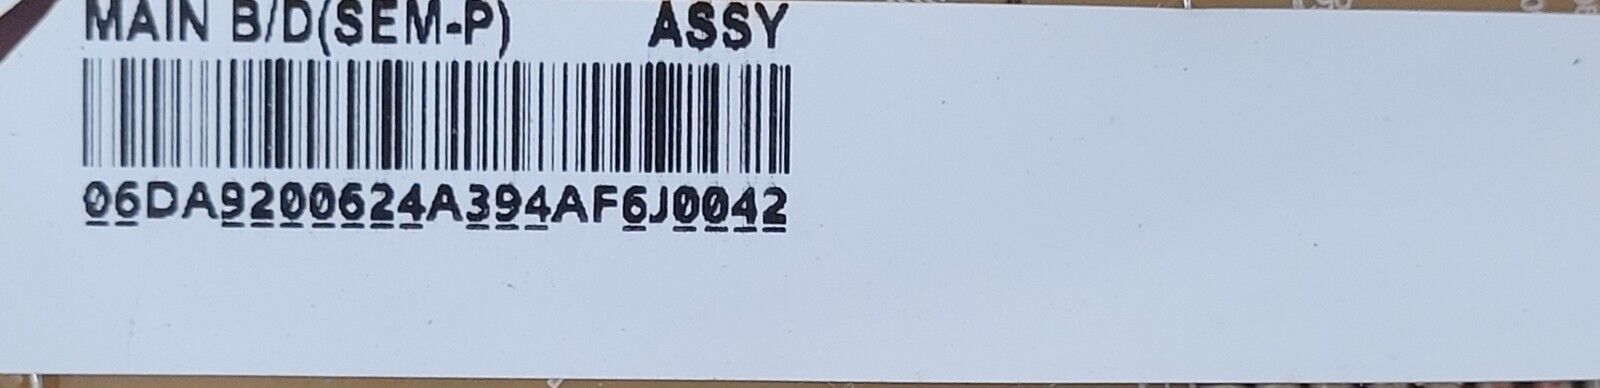 MAIN B/D(SEM-P) ASSY
06DA9200624A394AF6J0042